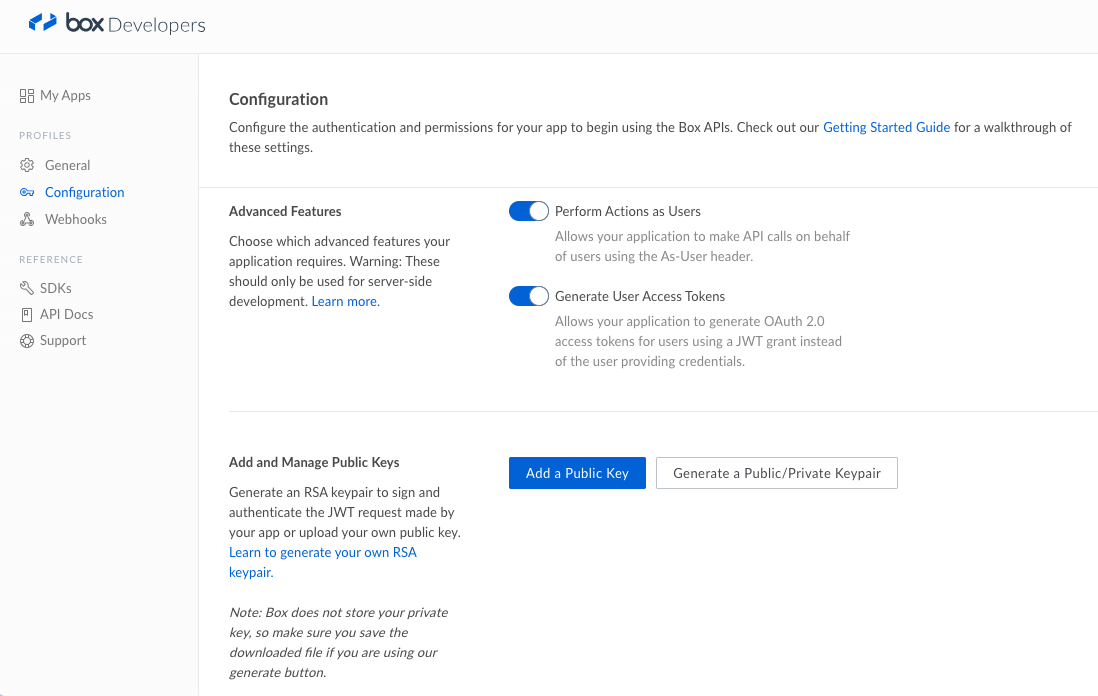 box Developers
My Apps
PROFILES
General
Configuration
Webhooks
REFERENCE
SDKs
API Docs
Support
Configuration
Configure the authentication and permissions for your app to begin using the Box APIs. Check out our Getting Started Guide for a walkthrough of
these settings.
Advanced Features
Choose which advanced features your
application requires. Warning: These
should only be used for server-side
development. Learn more.
Perform Actions as Users
Allows your application to make API calls on behalf
of users using the As-User header.
Generate User Access Tokens
Allows your application to generate OAuth 2.0
access tokens for users using a JWT grant instead
of the user providing credentials.
Add and Manage Public Keys
Generate an RSA keypair to sign and
authenticate the JWT request made by
your app or upload your own public key.
Learn to generate your own RSA
keypair.
Note: Box does not store your private
key, so make sure you save the
downloaded file if you are using our
generate button.
Add a Public Key
Generate a Public/Private Keypair